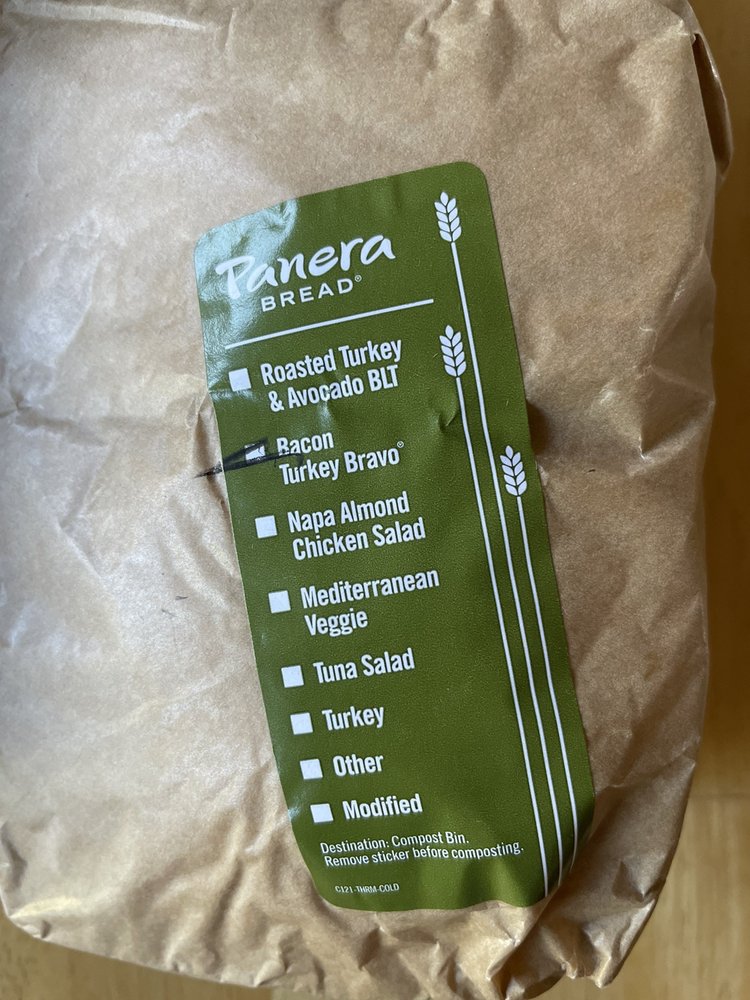 Panera
BREAD®
Roasted Turkey
& Avocado BLT
Bacon
Turkey Bravo®
Napa Almond
Chicken Salad
Mediterranean
Veggie
Tuna Salad
Turkey
Other
Modified
Destination: Compost Bin.
Remove sticker before composting.
C121-THRM-COLD